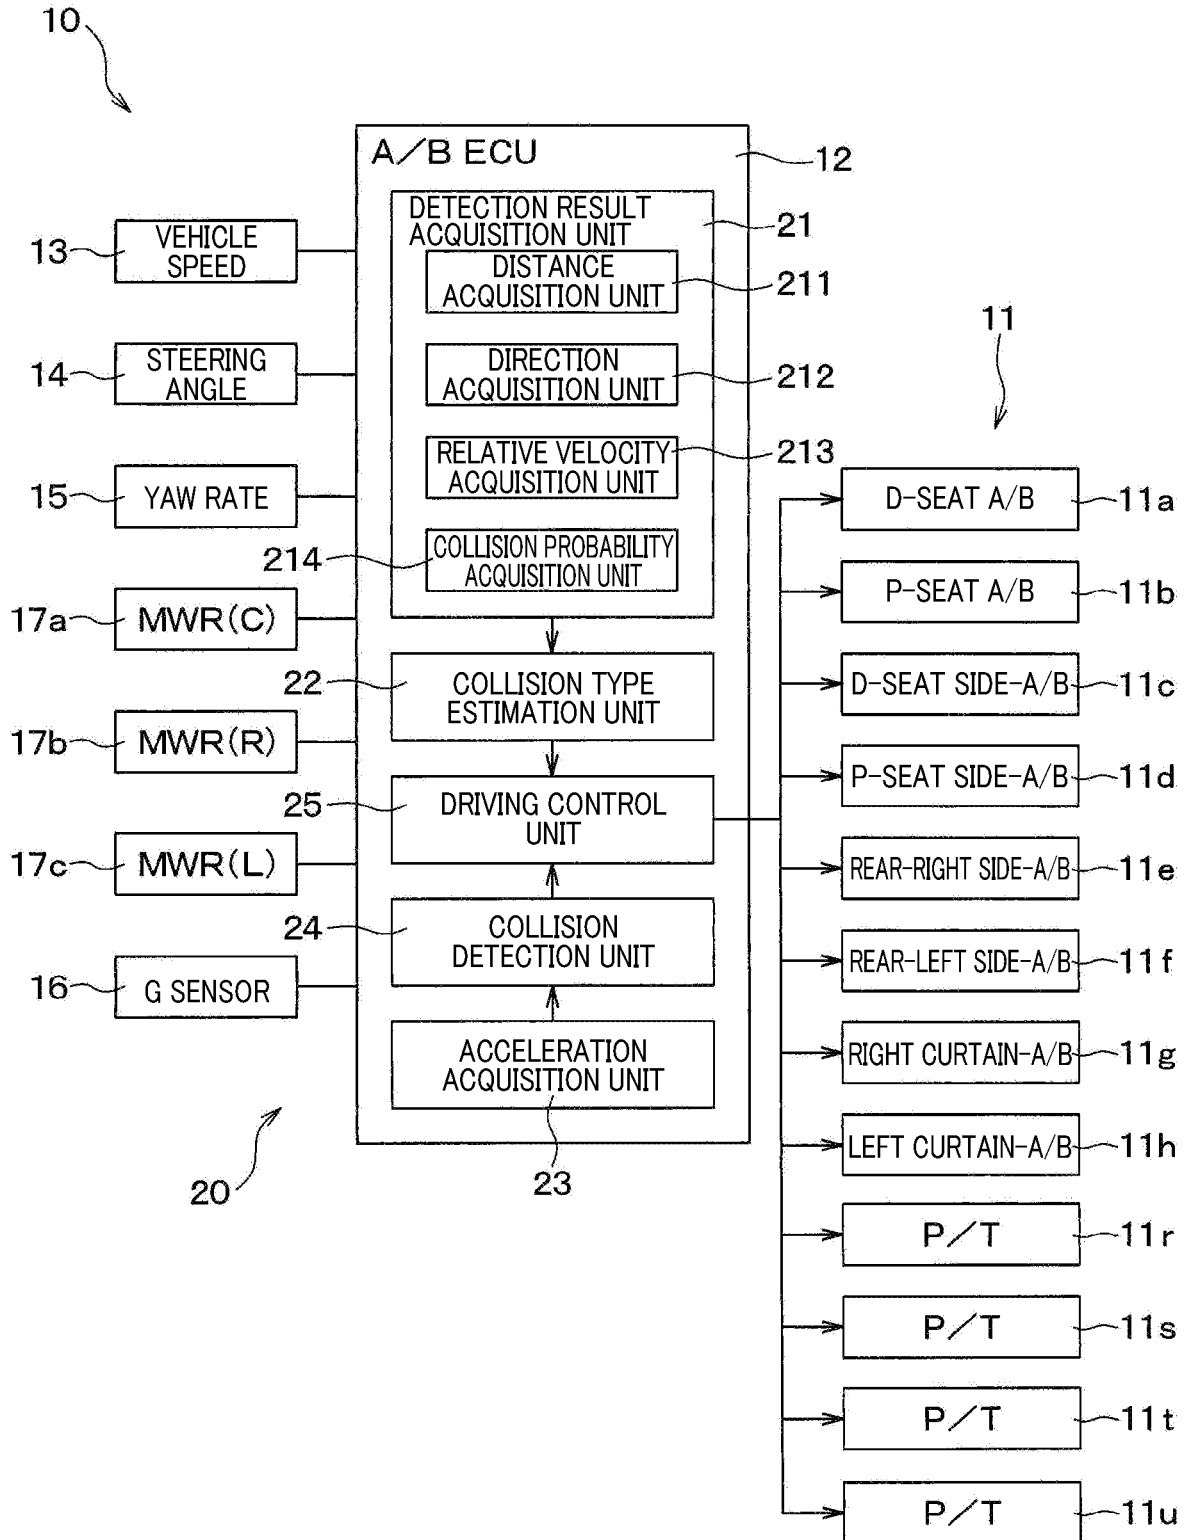 10
A/B ECU
12
DETECTION RESULT
ACQUISITION UNIT
21
DISTANCE
ACQUISITION UNIT
211
DIRECTION
ACQUISITION UNIT
212
RELATIVE VELOCITY
ACQUISITION UNIT
213
COLLISION PROBABILITY
ACQUISITION UNIT
214
13
VEHICLE
SPEED
14
STEERING
ANGLE
15
YAW RATE
17a
MWR(C)
17b
MWR(R)
17c
MWR(L)
16
G SENSOR
22
COLLISION TYPE
ESTIMATION UNIT
25
DRIVING CONTROL
UNIT
24
COLLISION
DETECTION UNIT
ACCELERATION
ACQUISITION UNIT
23
20
11
D-SEAT A/B
11a
P-SEAT A/B
11b
D-SEAT SIDE-A/B
11c
P-SEAT SIDE-A/B
11d
REAR-RIGHT SIDE-A/B
11e
REAR-LEFT SIDE-A/B
11f
RIGHT CURTAIN-A/B
11g
LEFT CURTAIN-A/B
11h
P/T
11r
P/T
11s
P/T
11t
P/T
11u